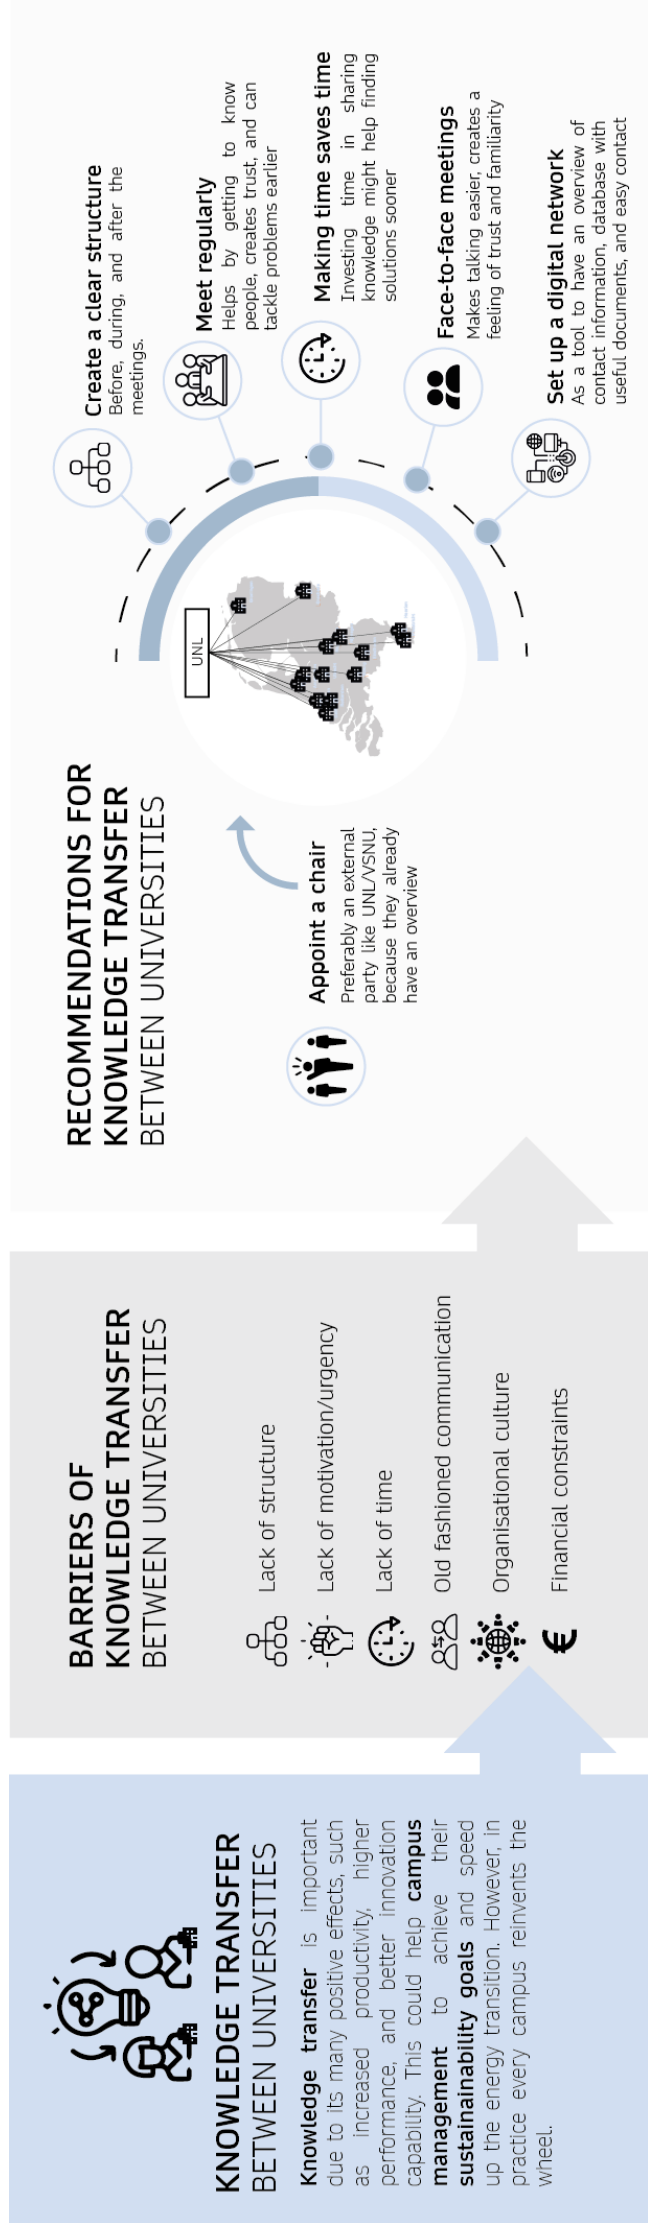 KNOWLEDGE TRANSFER
BETWEEN UNIVERSITIES
Knowledge transfer is important
due to its many positive effects, such
as increased productivity, higher
performance, and better innovation
capability. This could help campus
management to achieve their
sustainainability goals and speed
up the energy transition. However, in
practice every campus reinvents the
wheel.
BARRIERS OF
KNOWLEDGE TRANSFER
BETWEEN UNIVERSITIES
Lack of structure
Lack of motivation/urgency
Lack of time
Old fashioned communication
Organisational culture
Financial constraints
RECOMMENDATIONS FOR
KNOWLEDGE TRANSFER
BETWEEN UNIVERSITIES
Appoint a chair
Preferably an external
party like UNL/VSNU,
because they already
have an overview
UNL
Create a clear structure
Before, during, and after the
meetings.
Meet regularly
Helps by getting to know
people, creates trust, and can
tackle problems earlier
Making time saves time
Investing time in sharing
knowledge might help finding
solutions sooner
Face-to-face meetings
Makes talking easier, creates a
feeling of trust and familiarity
Set up a digital network
As a tool to have an overview of
contact information, database with
useful documents, and easy contact